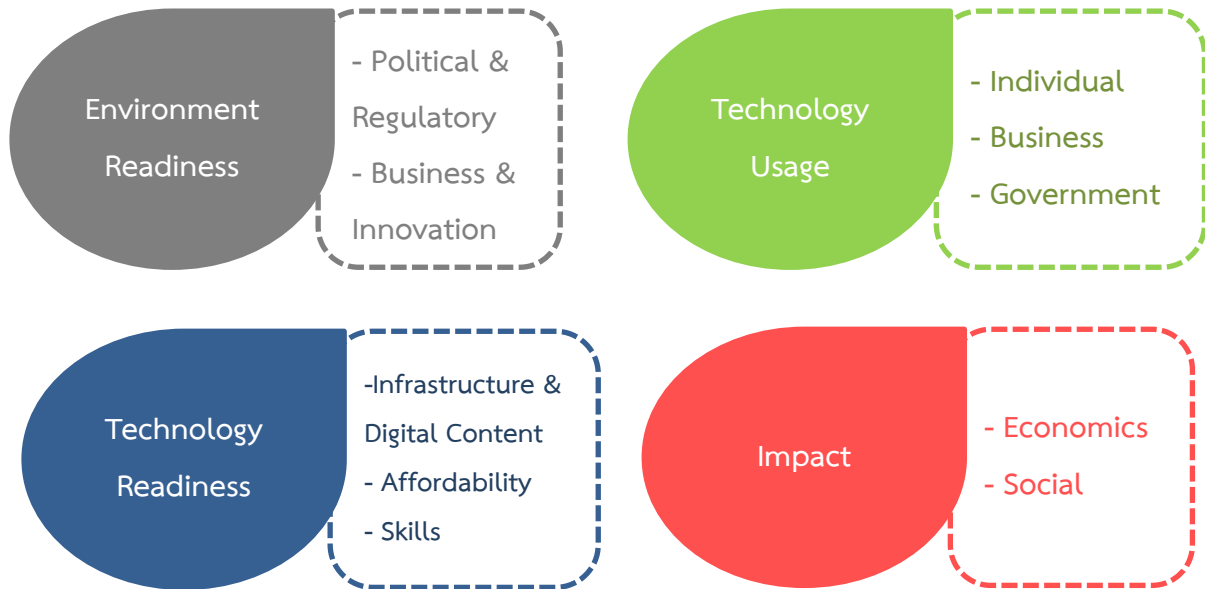 Environment
Readiness
- Political &
Regulatory
- Business &
Innovation
Technology
Usage
- Individual
- Business
- Government
Technology
Readiness
-Infrastructure &
Digital Content
- Affordability
- Skills
Impact
- Economics
- Social